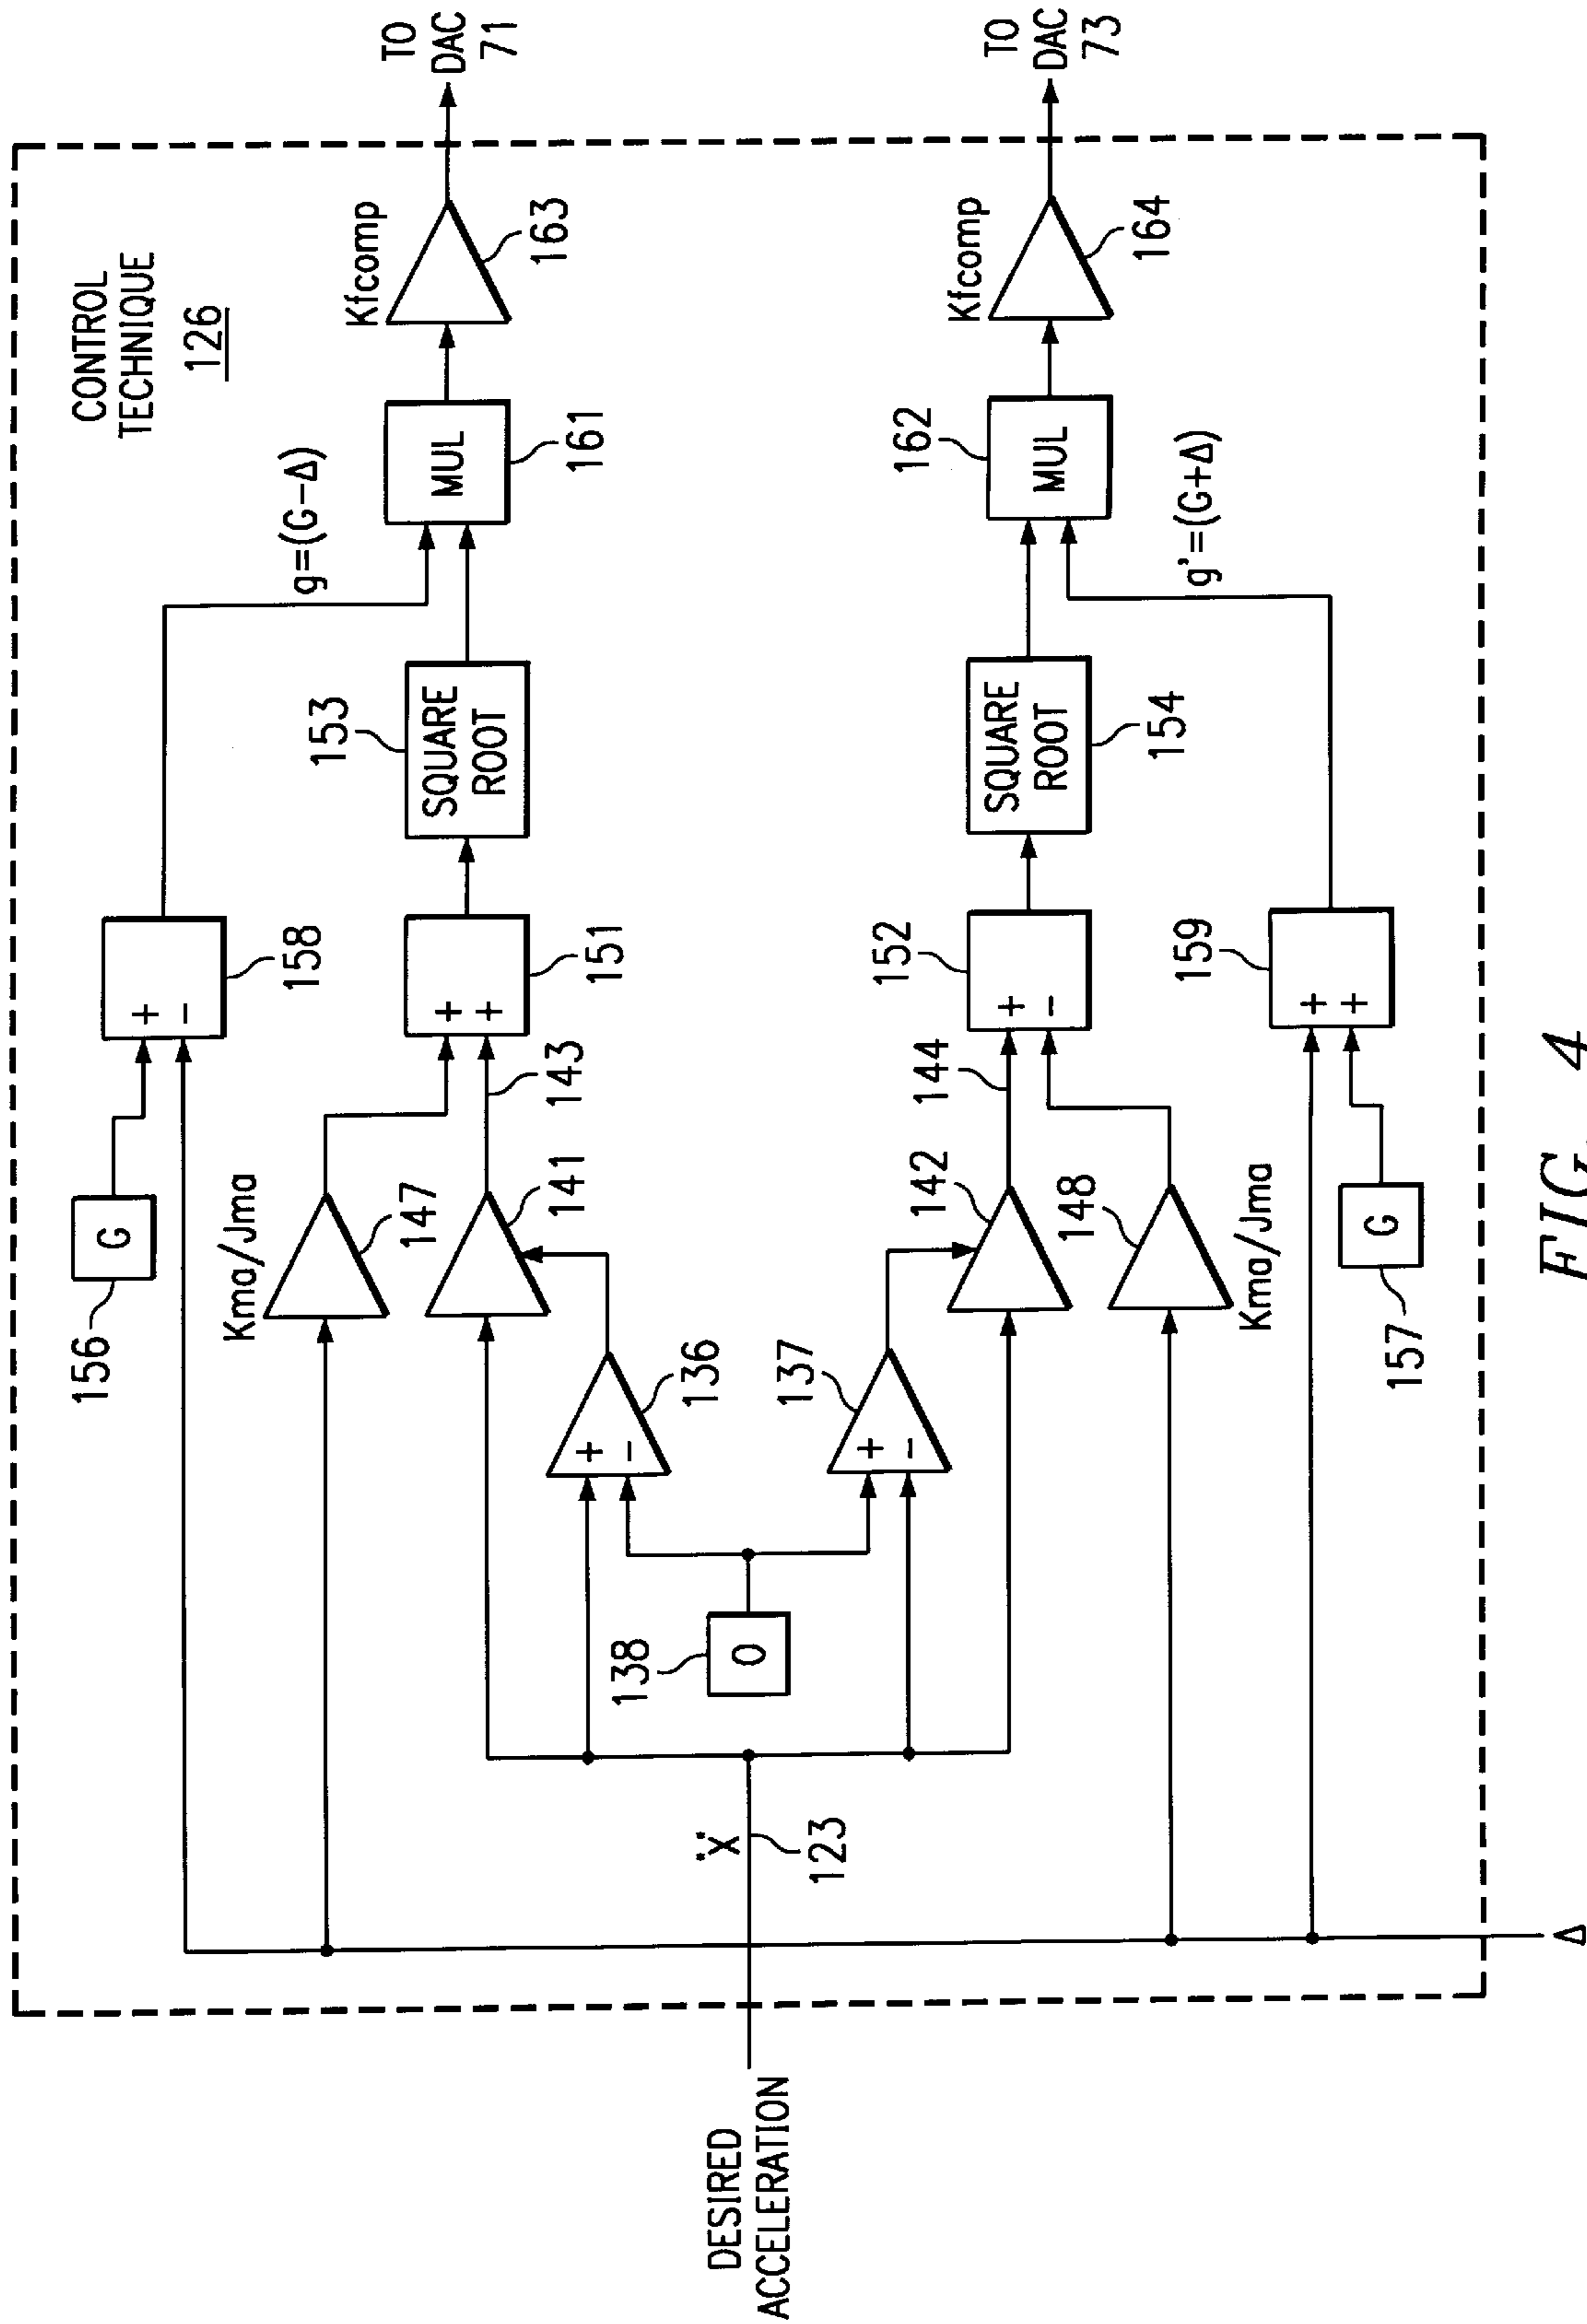 CONTROL
TECHNIQUE
126
156
G
+
−
158
g=(G−Δ)
Kma/Jma
147
+
+
151
143
141
153
SQUARE
ROOT
MUL
161
Kfcomp
163
TO
DAC
71
+
−
136
138
0
DESIRED
ACCELERATION
Ẍ
123
137
+
−
142
144
152
+
−
SQUARE
ROOT
154
162
MUL
Kfcomp
164
TO
DAC
73
148
Kma/Jma
159
+
+
g'=(G+Δ)
157
G
Δ
FIG. 4